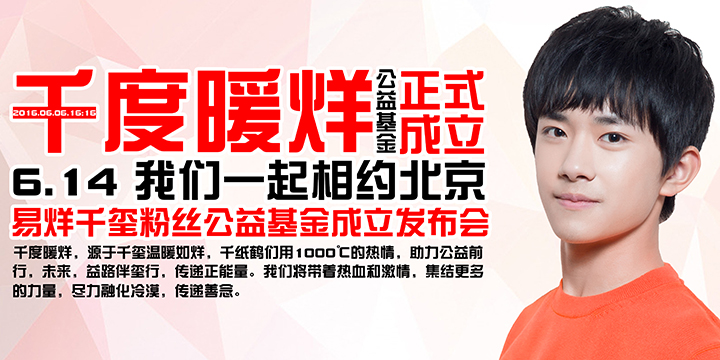 千度暖烊
2016.06.06.16:16
公益基金
正式
成立
6.14 我们一起相约北京
易烊千玺粉丝公益基金成立发布会
千度暖烊，源于千玺温暖如烊，千纸鹤们用1000℃的热情，助力公益前
行，未来，益路伴玺行，传递正能量。我们将带着热血和激情，集结更多
的力量，尽力融化冷漠，传递善念。